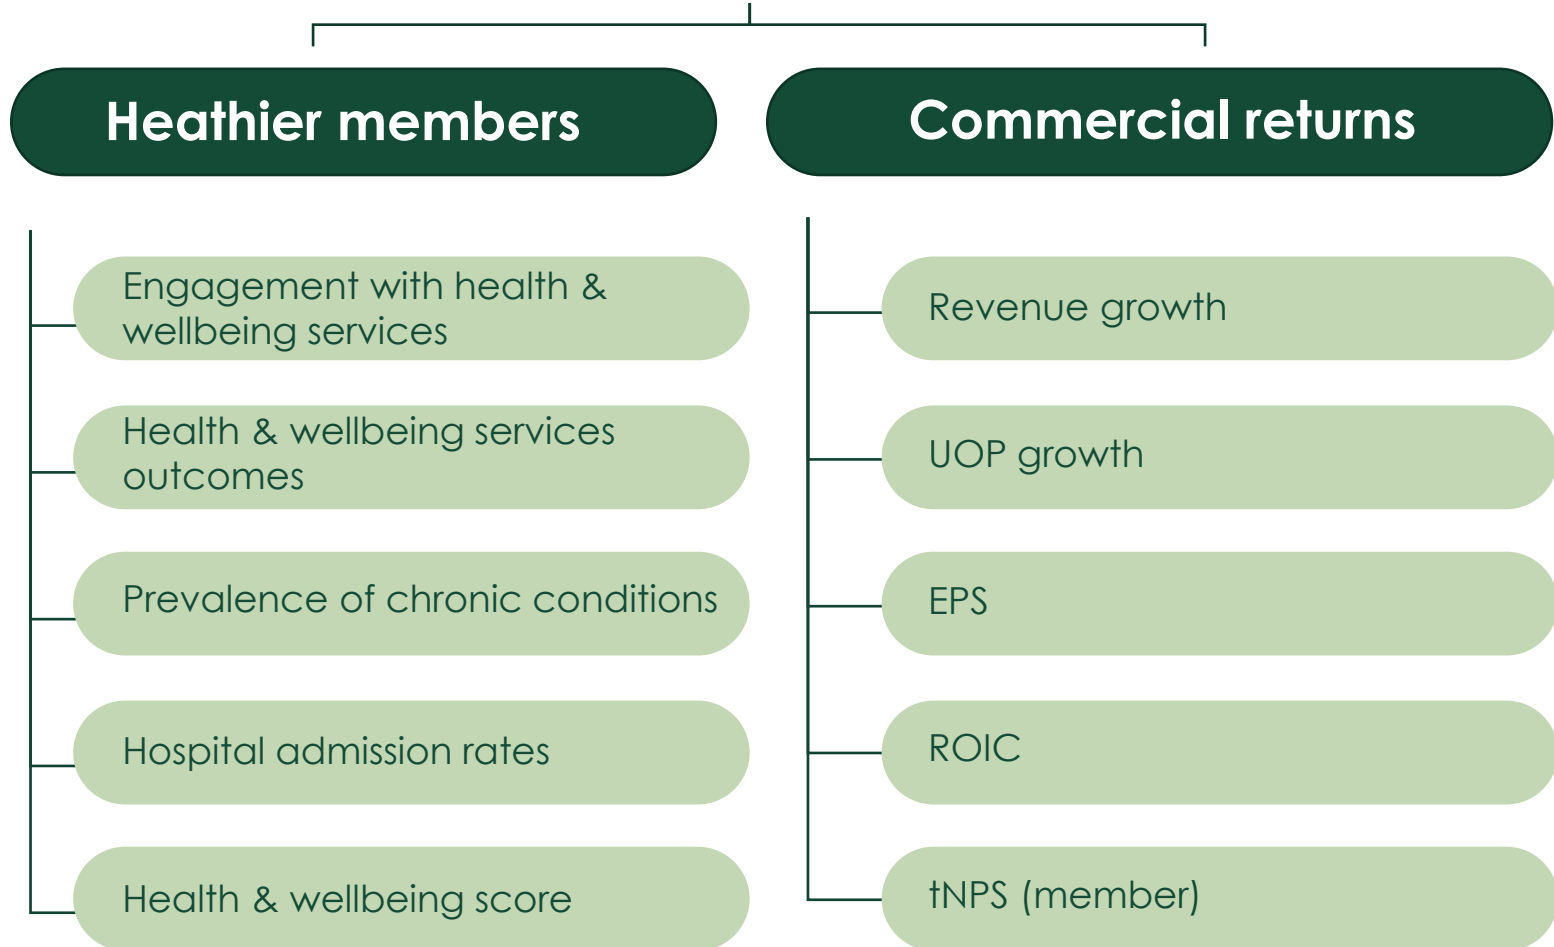 Heathier members
Engagement with health &
wellbeing services
Health & wellbeing services
outcomes
Prevalence of chronic conditions
Hospital admission rates
Health & wellbeing score
Commercial returns
Revenue growth
UOP growth
EPS
ROIC
tNPS (member)